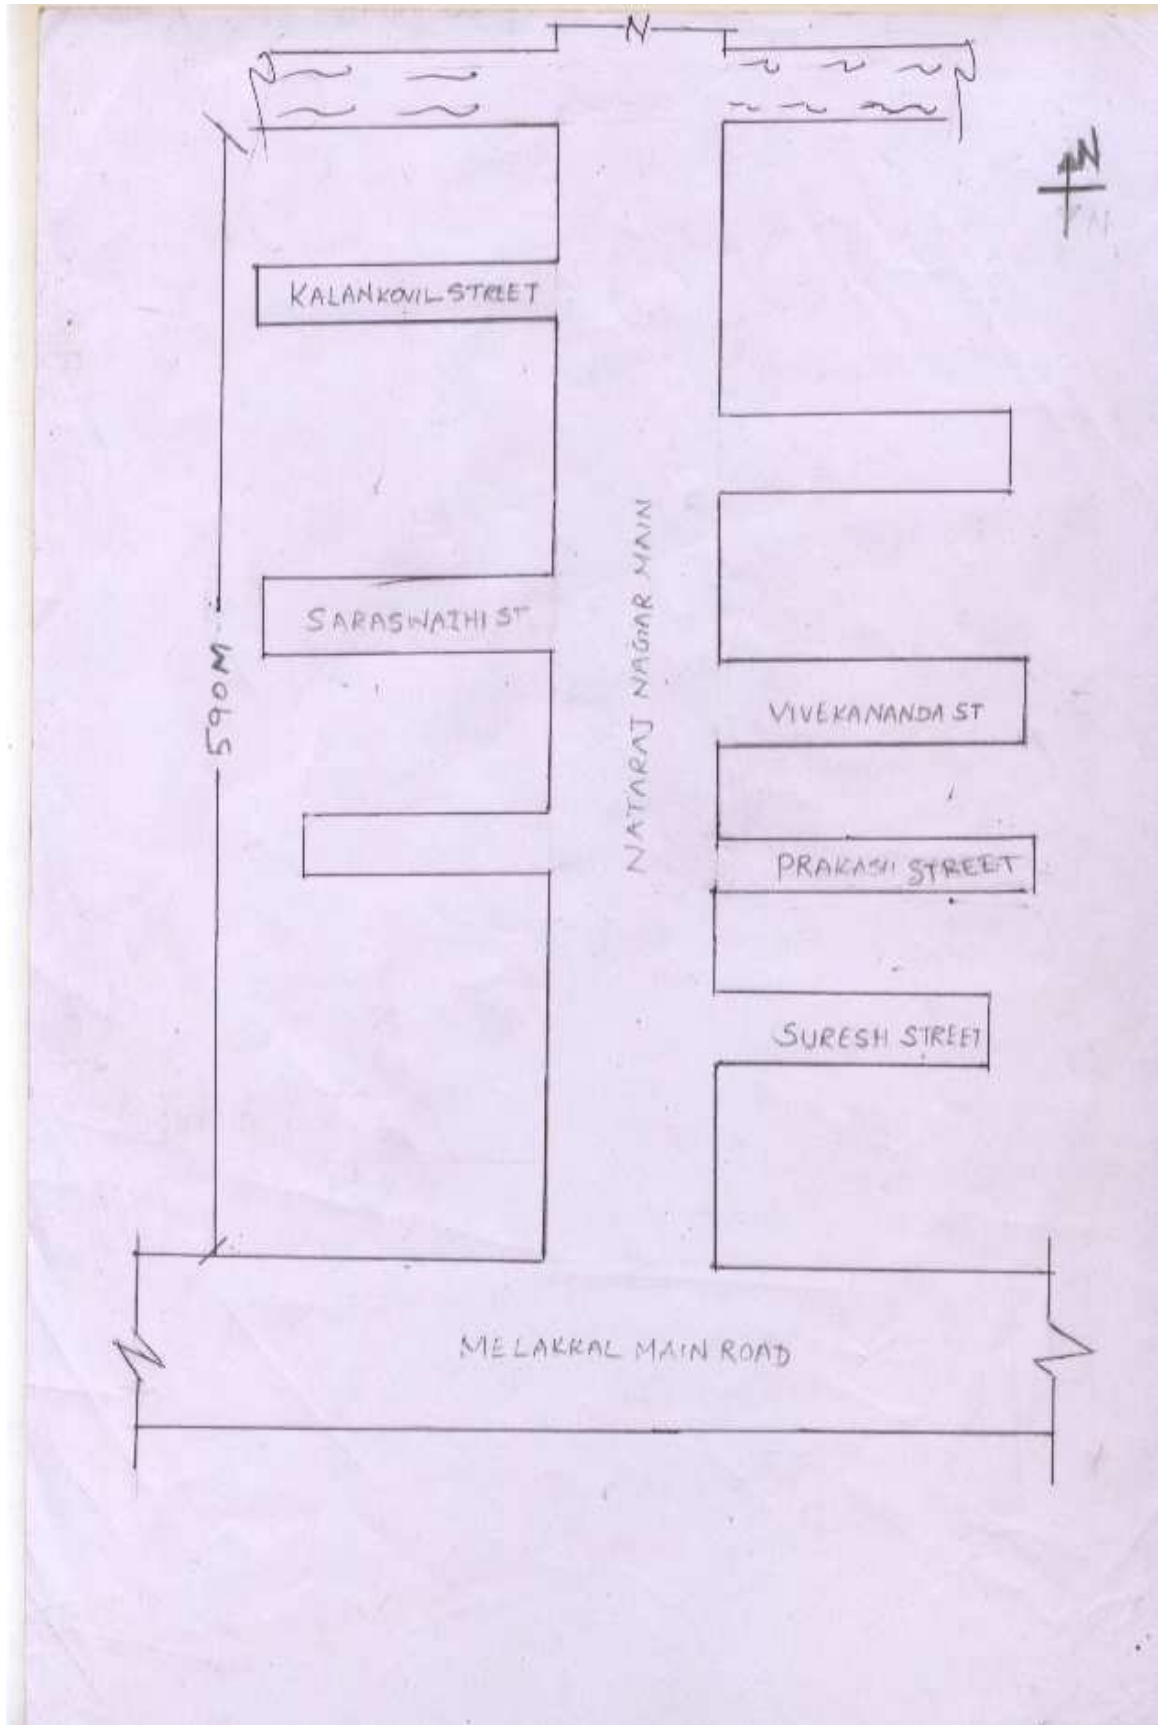 N
N
KALANKOVIL STREET
SARASWATHI ST
590M
NATARAJ NAGAR MAIN
VIVEKANANDA ST
PRAKASH STREET
SURESH STREET
MELAKKAL MAIN ROAD